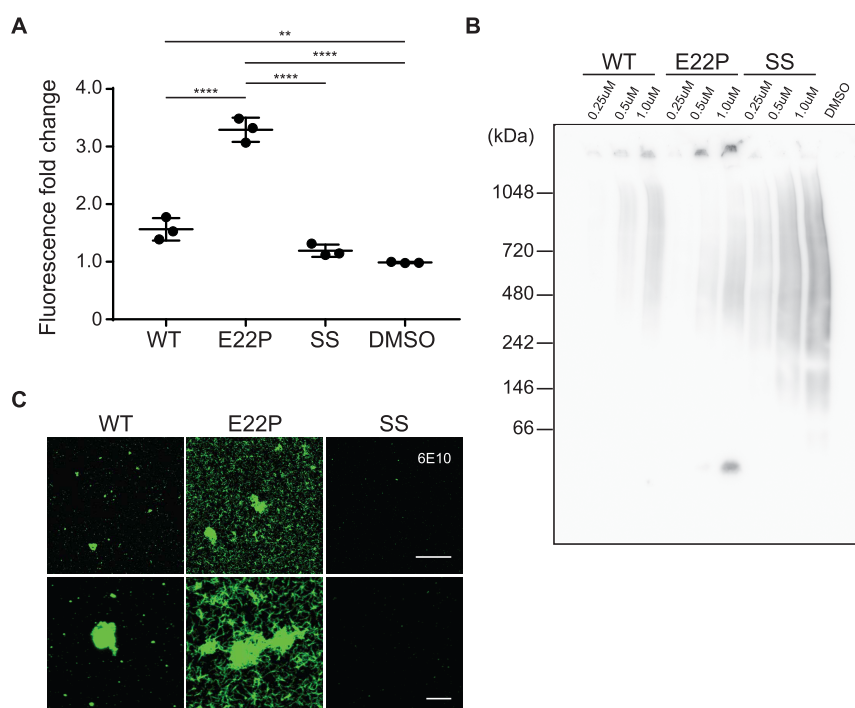 A
**
****
****
****
Fluorescence fold change
4.0
3.0
2.0
1.0
0
WT E22P SS DMSO
B
WT E22P SS
0.25uM 0.5uM 1.0uM 0.25uM 0.5uM 1.0uM 0.25uM 0.5uM 1.0uM DMSO
(kDa)
1048
720
480
242
146
66
C
WT E22P SS
6E10